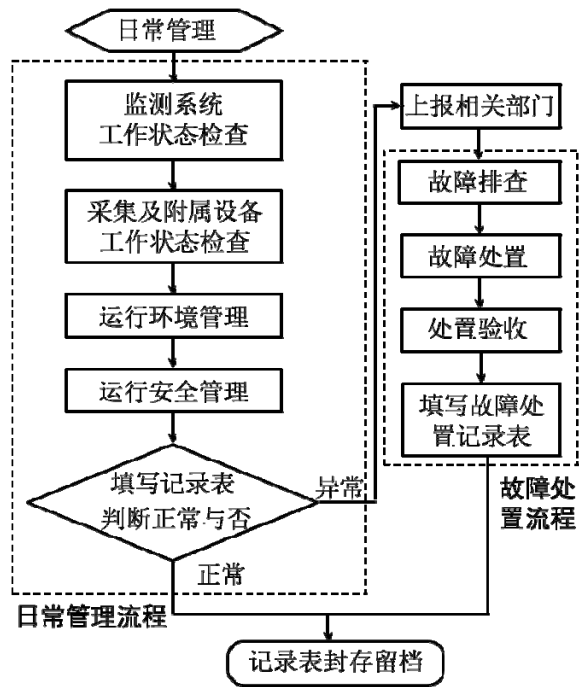 日常管理
监测系统
工作状态检查
采集及附属设备
工作状态检查
运行环境管理
运行安全管理
填写记录表
判断正常与否
异常
正常
日常管理流程
上报相关部门
故障排查
故障处置
处置验收
填写故障处
置记录表
故障处
置流程
记录表封存留档